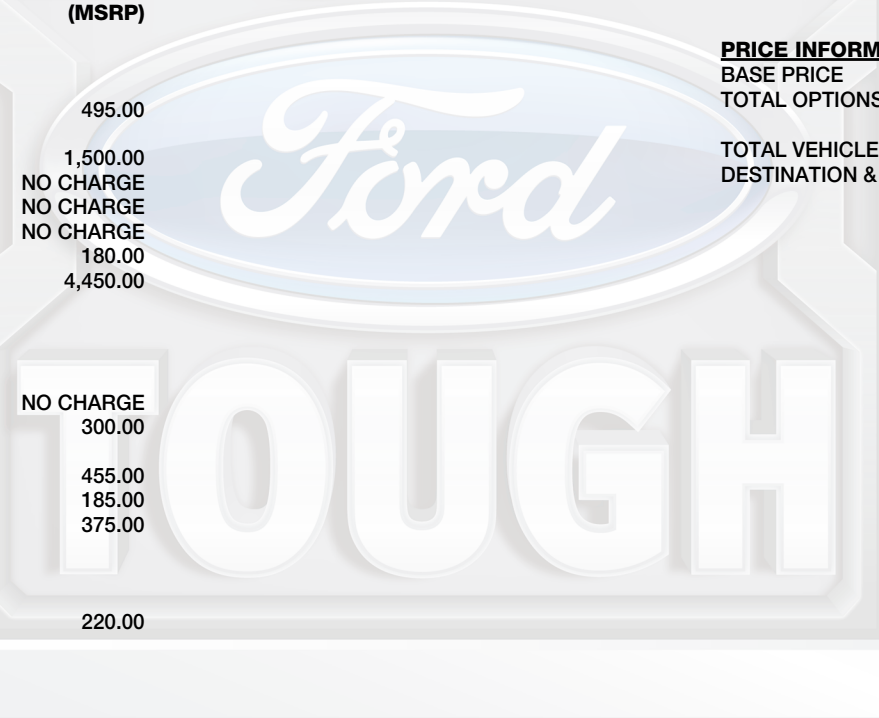 (MSRP)
495.00
1,500.00
NO CHARGE
NO CHARGE
NO CHARGE
180.00
4,450.00
NO CHARGE
300.00
455.00
185.00
375.00
220.00
PRICE INFORM
BASE PRICE
TOTAL OPTIONS
TOTAL VEHICLE
DESTINATION &
Ford
TOUGH